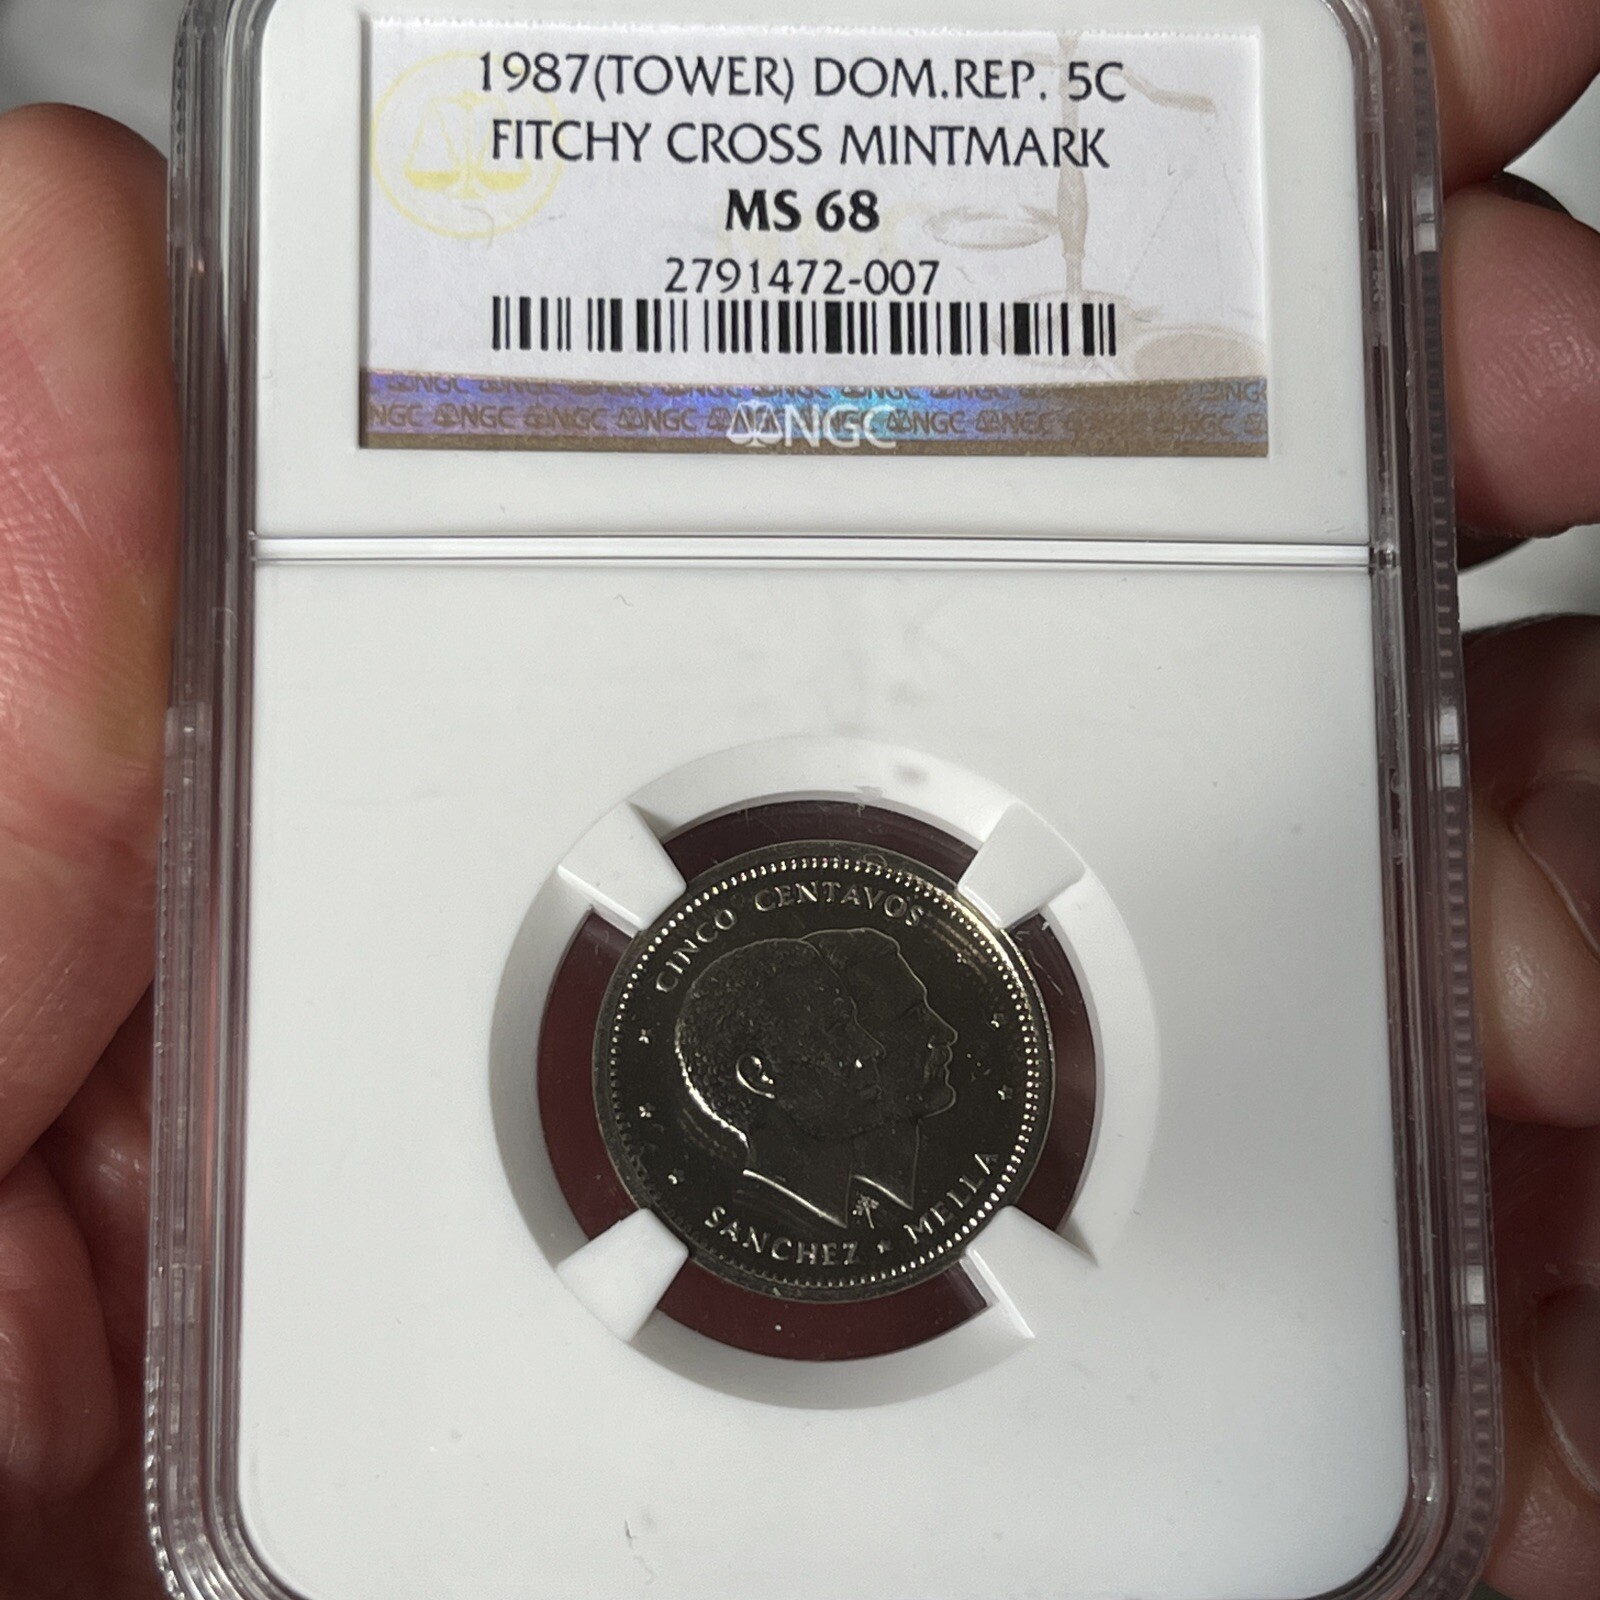 1987(TOWER) DOM.REP. 5C
FITCHY CROSS MINTMARK
MS 68
2791472-007
NGC
CINCO CENTAVOS
SANCHEZ ★ MELLA